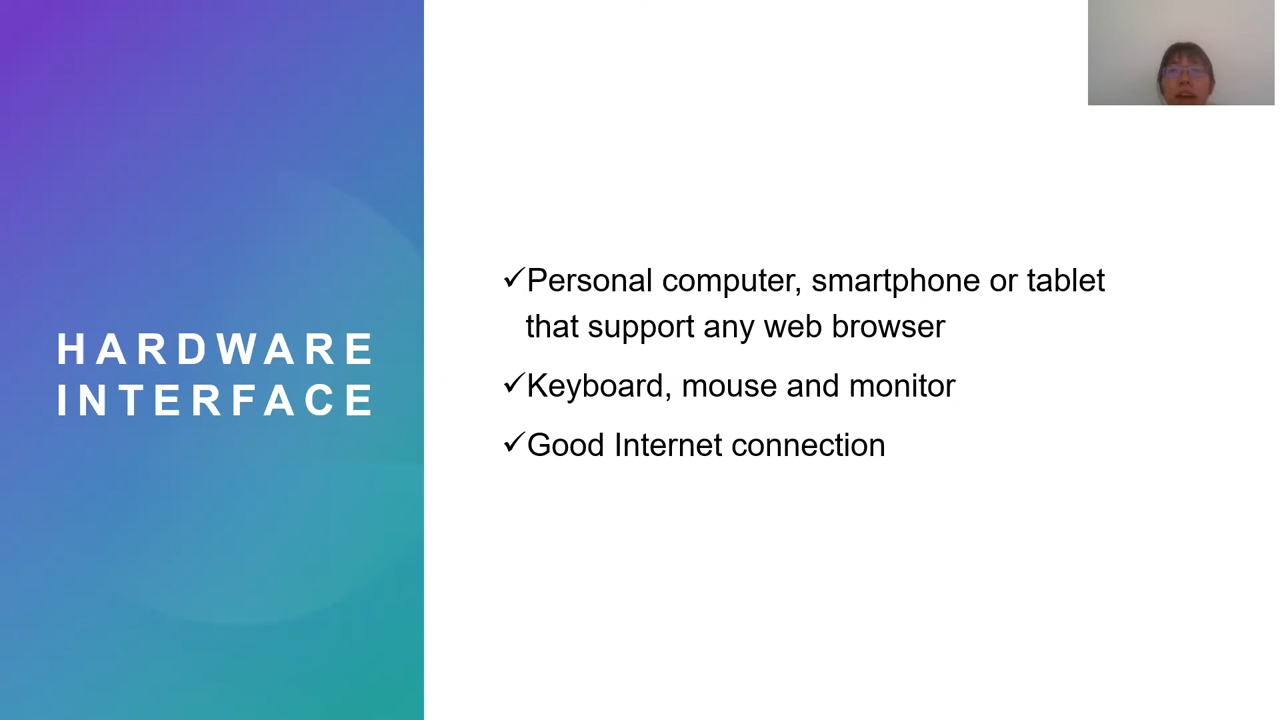 HARDWARE
INTERFACE
✓Personal computer, smartphone or tablet
that support any web browser
✓Keyboard, mouse and monitor
✓Good Internet connection